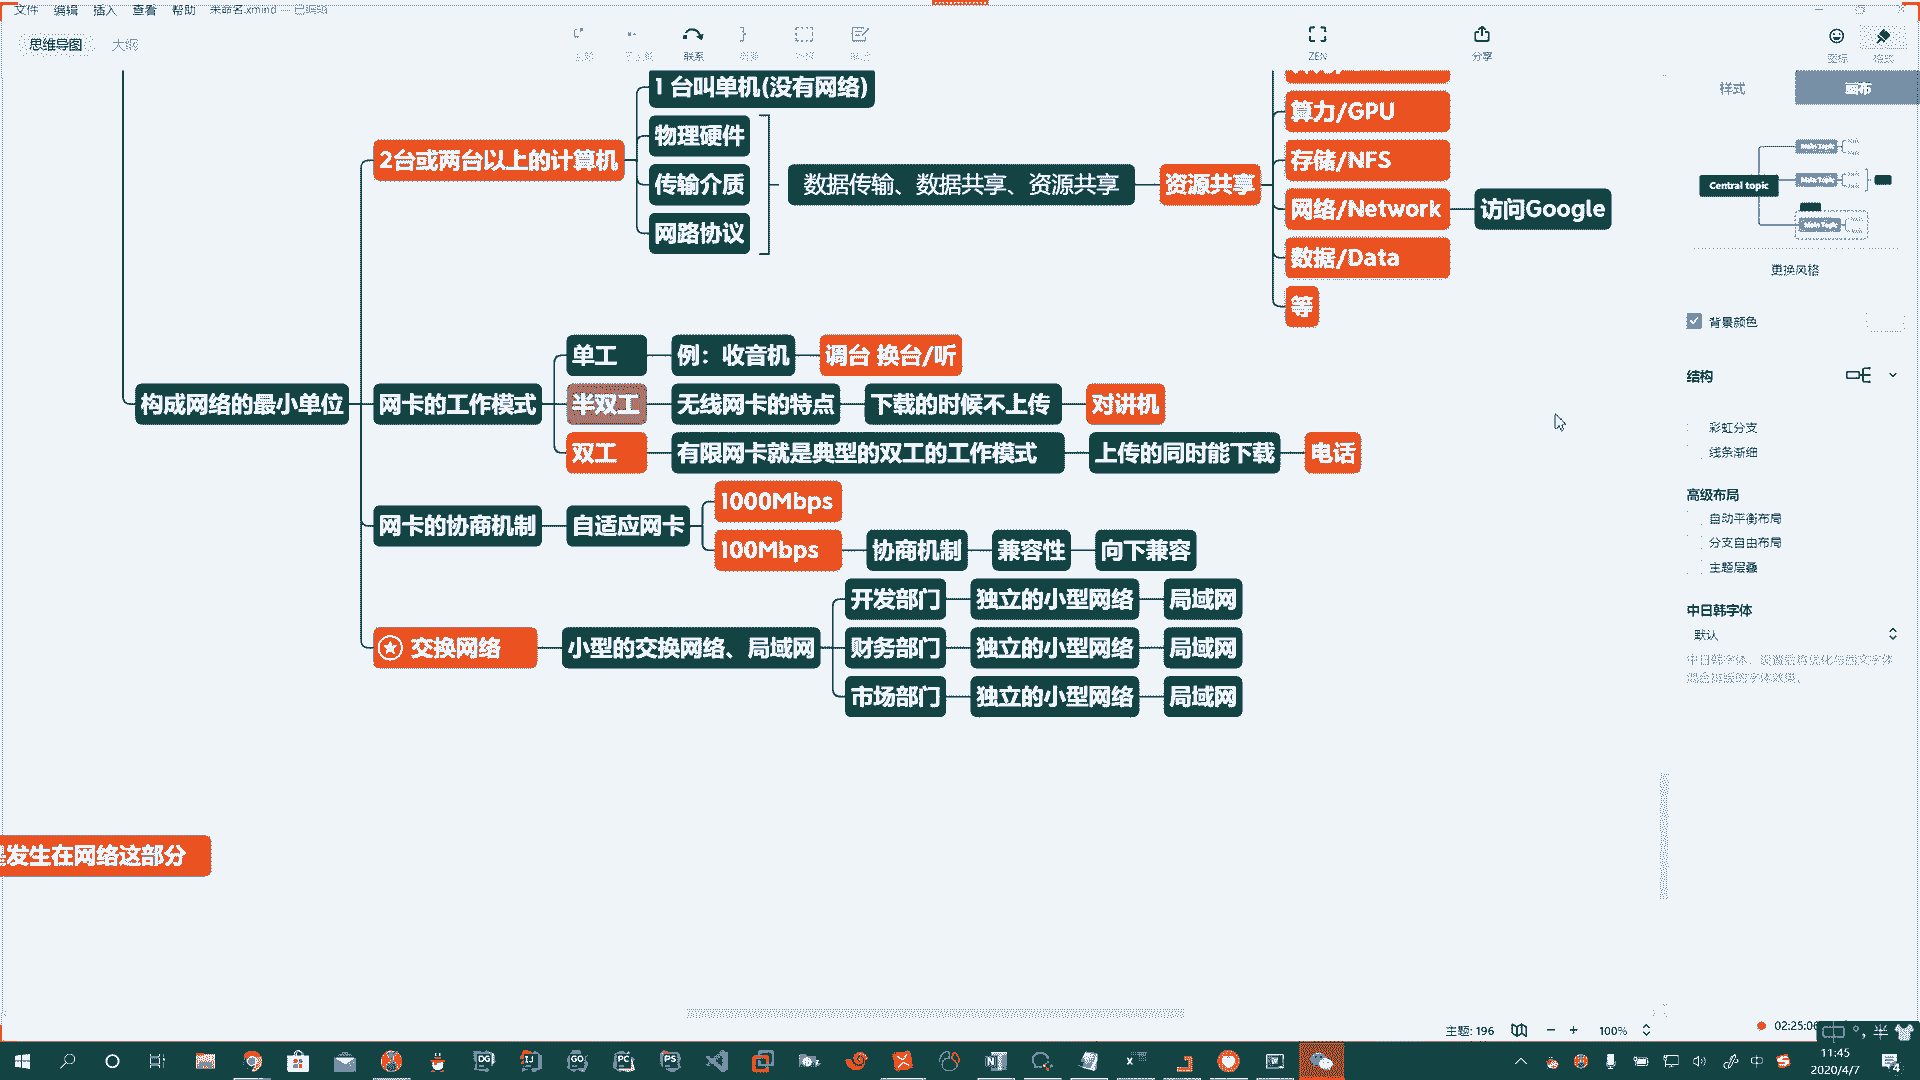 文件 编辑 插入 查看 帮助 未命名.xmind — 已编辑
思维导图 大纲
联系
ZEN
分享
样式 画布
1 台叫单机(没有网络)
算力/GPU
物理硬件
2台或两台以上的计算机
存储/NFS
传输介质
数据传输、数据共享、资源共享
资源共享
网络/Network
访问Google
网路协议
数据/Data
等
Central topic
更换风格
背景颜色
单工
例：收音机
调台 换台/听
结构
构成网络的最小单位
网卡的工作模式
半双工
无线网卡的特点
下载的时候不上传
对讲机
彩虹分支
双工
有限网卡就是典型的双工的工作模式
上传的同时能下载
电话
线条渐细
高级布局
1000Mbps
网卡的协商机制
自适应网卡
自动平衡布局
100Mbps
协商机制
兼容性
向下兼容
分支自由布局
主题层叠
开发部门
独立的小型网络
局域网
中日韩字体
交换网络
小型的交换网络、局域网
财务部门
独立的小型网络
局域网
默认
市场部门
独立的小型网络
局域网
发生在网络这部分
主题: 196
100%
02:25:06
中 半
DG IJ GO PC PS
中
11:45
2020/4/7
4